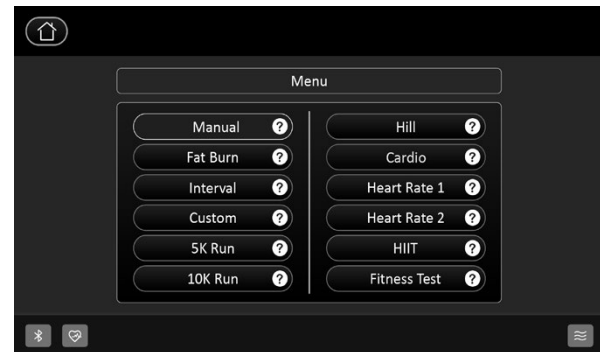 Menu
Manual ?
Fat Burn ?
Interval ?
Custom ?
5K Run ?
10K Run ?
Hill ?
Cardio ?
Heart Rate 1 ?
Heart Rate 2 ?
HIIT ?
Fitness Test ?